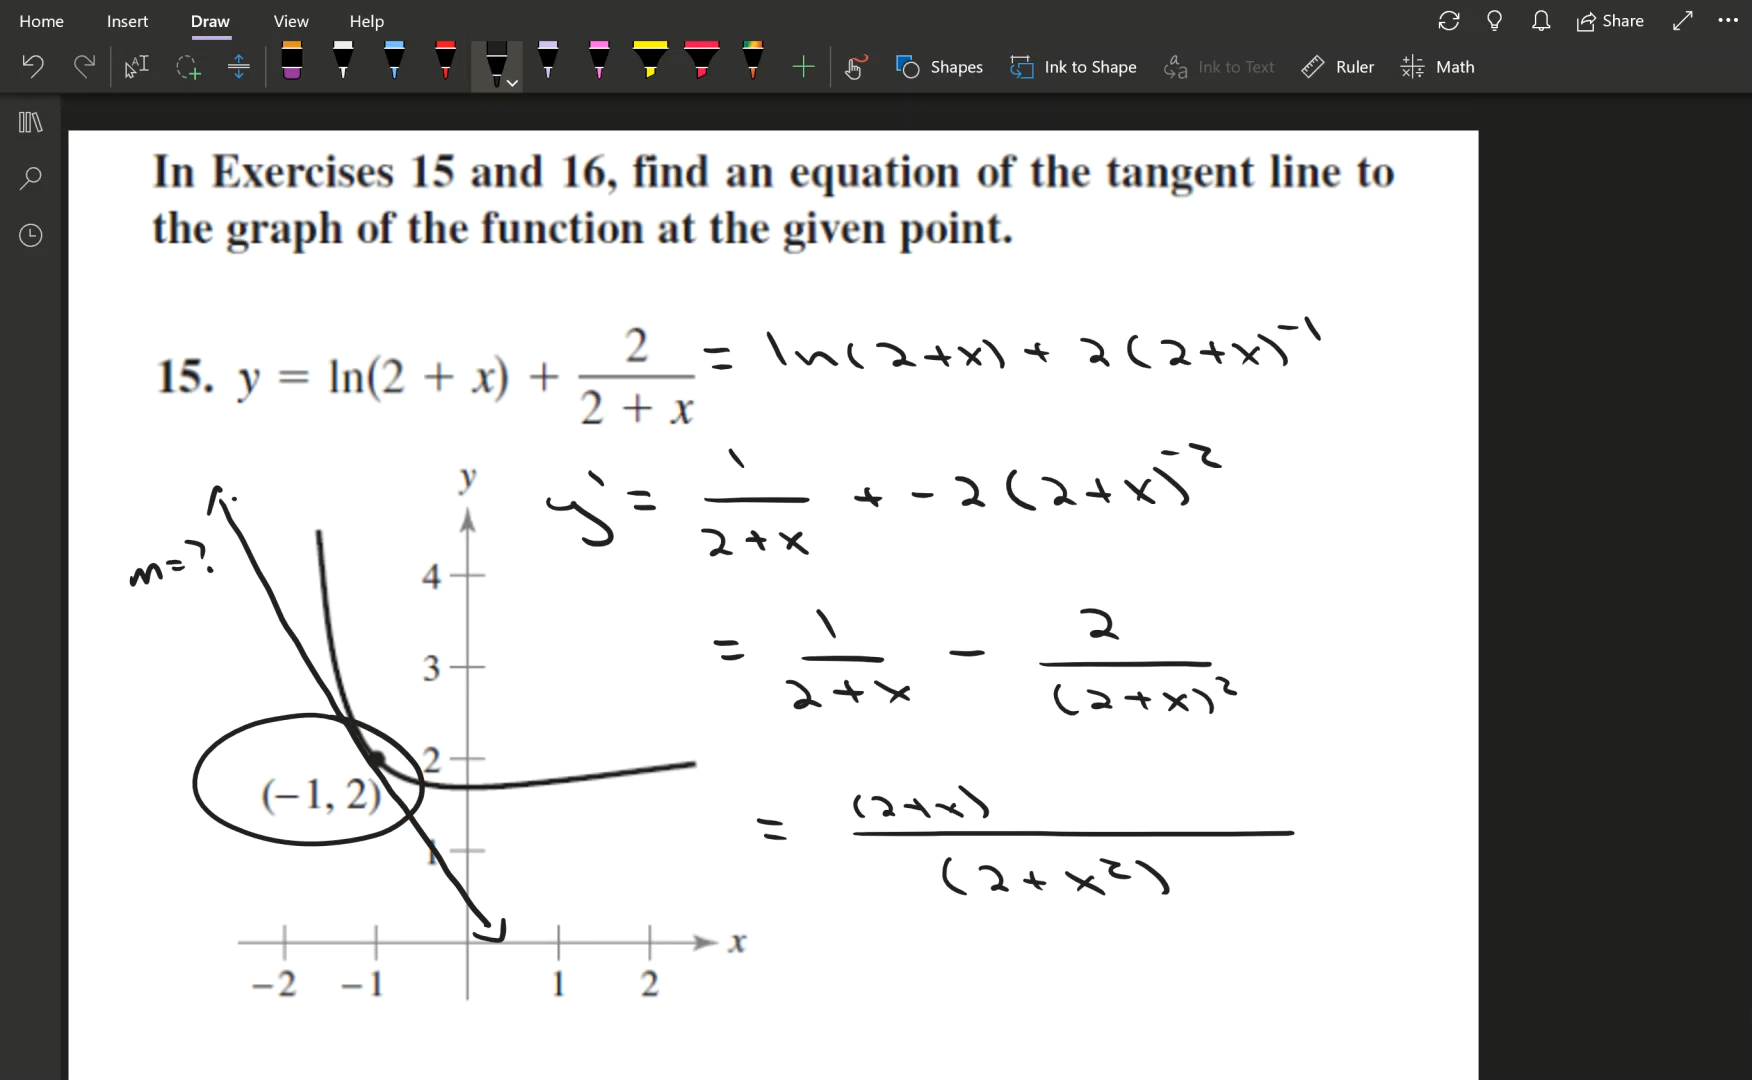 Home Insert Draw View Help Share
Shapes Ink to Shape Ink to Text Ruler Math
In Exercises 15 and 16, find an equation of the tangent line to
the graph of the function at the given point.
15. y = ln(2 + x) + 2/(2 + x) = ln(2+x) + 2(2+x)^-1
y' = 1/(2+x) + -2(2+x)^-2
= 1/(2+x) - 2/(2+x)^2
= (2+x)/(2+x^2)
m=?
y
4
3
2
(−1, 2)
1
x
−2 −1 1 2